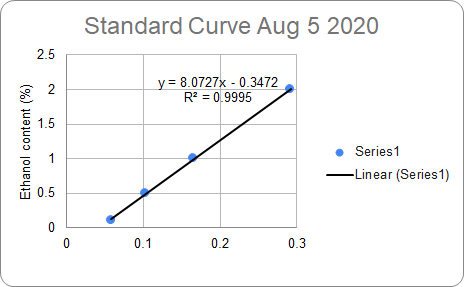 Standard Curve Aug 5 2020
y = 8.0727x - 0.3472
R² = 0.9995
Ethanol content (%)
2.5
2
1.5
1
0.5
0
0 0.1 0.2 0.3
Series1
Linear (Series1)